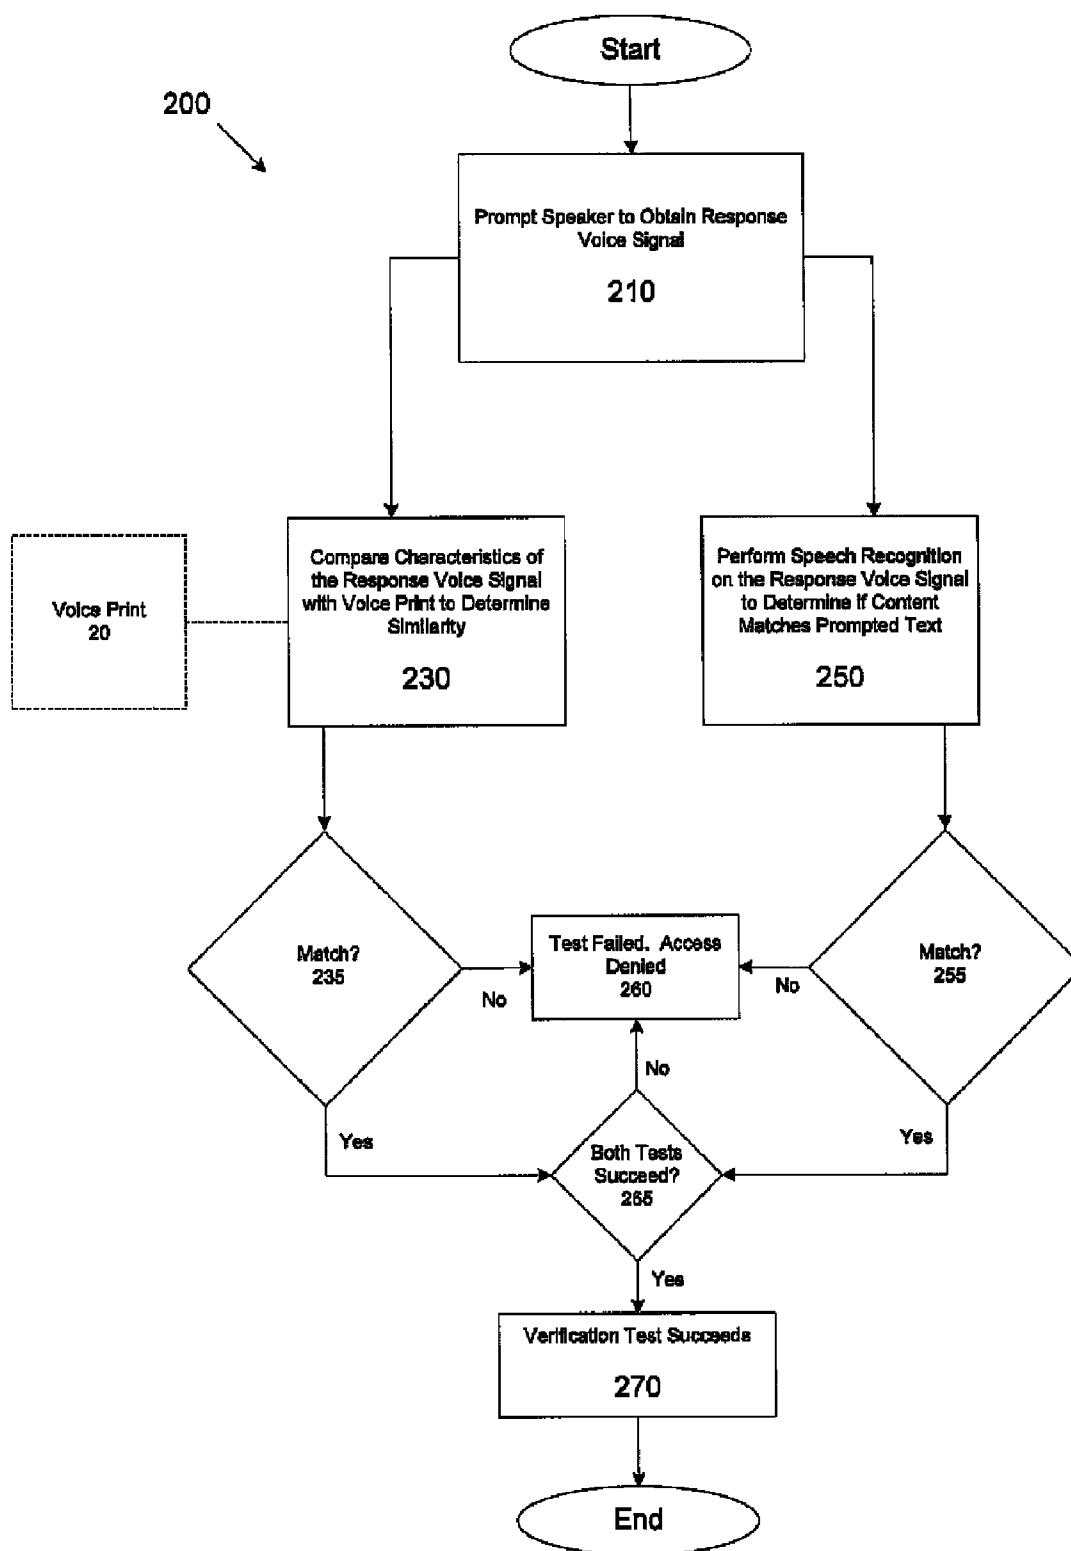 Start
200
Prompt Speaker to Obtain Response
Voice Signal
210
Voice Print
20
Compare Characteristics of
the Response Voice Signal
with Voice Print to Determine
Similarity
230
Perform Speech Recognition
on the Response Voice Signal
to Determine if Content
Matches Prompted Text
250
Match?
235
No
Test Failed. Access
Denied
260
No
Match?
255
No
Yes
Both Tests
Succeed?
265
Yes
Yes
Verification Test Succeeds
270
End